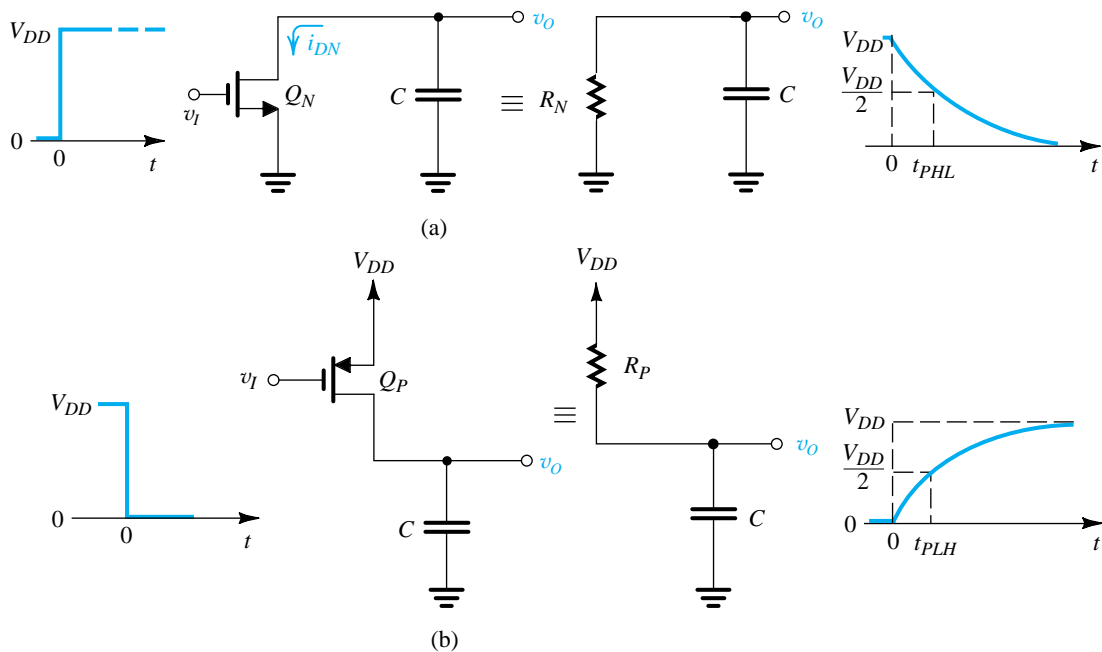 V_DD
0
0
t
v_I
Q_N
i_DN
C
v_O
≡
R_N
C
v_O
V_DD
V_DD/2
0
t_PHL
t
(a)
V_DD
0
0
t
V_DD
v_I
Q_P
C
v_O
≡
V_DD
R_P
C
v_O
V_DD
V_DD/2
0
0
t_PLH
t
(b)